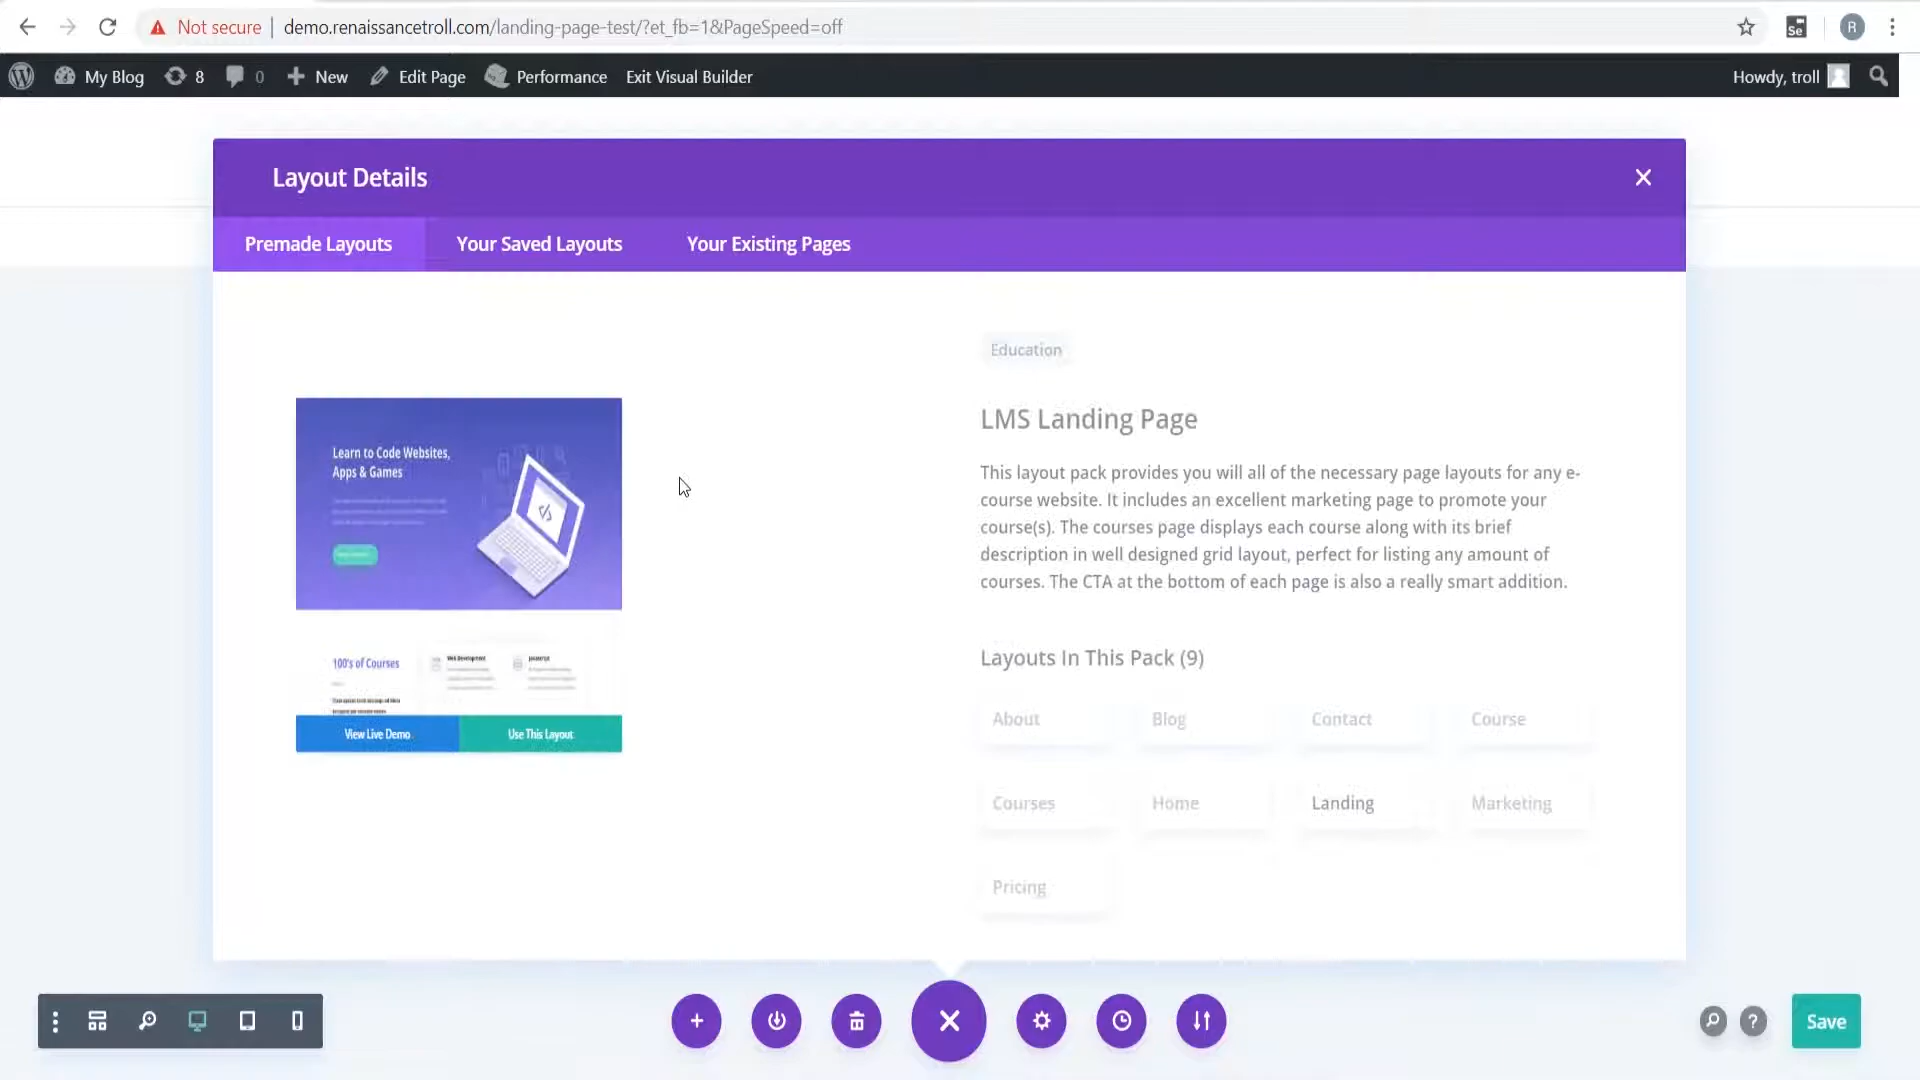 Not secure demo.renaissancetroll.com/landing-page-test/?et_fb=1&PageSpeed=off
Se
R
My Blog 8 0 New Edit Page Performance Exit Visual Builder Howdy, troll
Layout Details
Premade Layouts Your Saved Layouts Your Existing Pages
Education
LMS Landing Page
This layout pack provides you will all of the necessary page layouts for any e-
course website. It includes an excellent marketing page to promote your
course(s). The courses page displays each course along with its brief
description in well designed grid layout, perfect for listing any amount of
courses. The CTA at the bottom of each page is also a really smart addition.
Layouts In This Pack (9)
About Blog Contact Course
Courses Home Landing Marketing
Pricing
Learn to Code Websites,
Apps & Games
</>
100's of Courses
Web Development
Javascript
View Live Demo Use This Layout
? Save